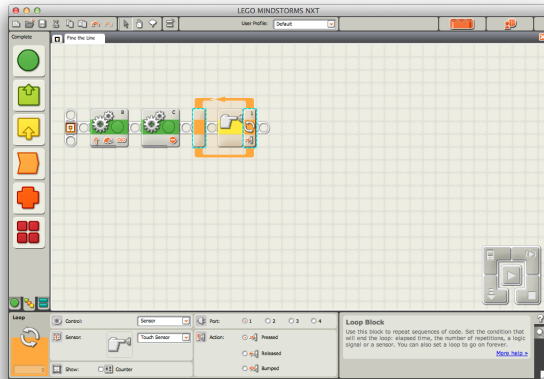 LEGO MINDSTORMS NXT
User Profile: Default
Complete
Fine the Line
B
C
1
Loop
Control: Sensor
Port: 1 2 3 4
Sensor: Touch Sensor
Action: Pressed
Released
Bumped
Show: Counter
Loop Block
Use this block to repeat sequences of code. Set the condition that
will end the loop: elapsed time, the number of repetitions, a logic
signal or a sensor. You can also set a loop to go on forever.
More help »
?